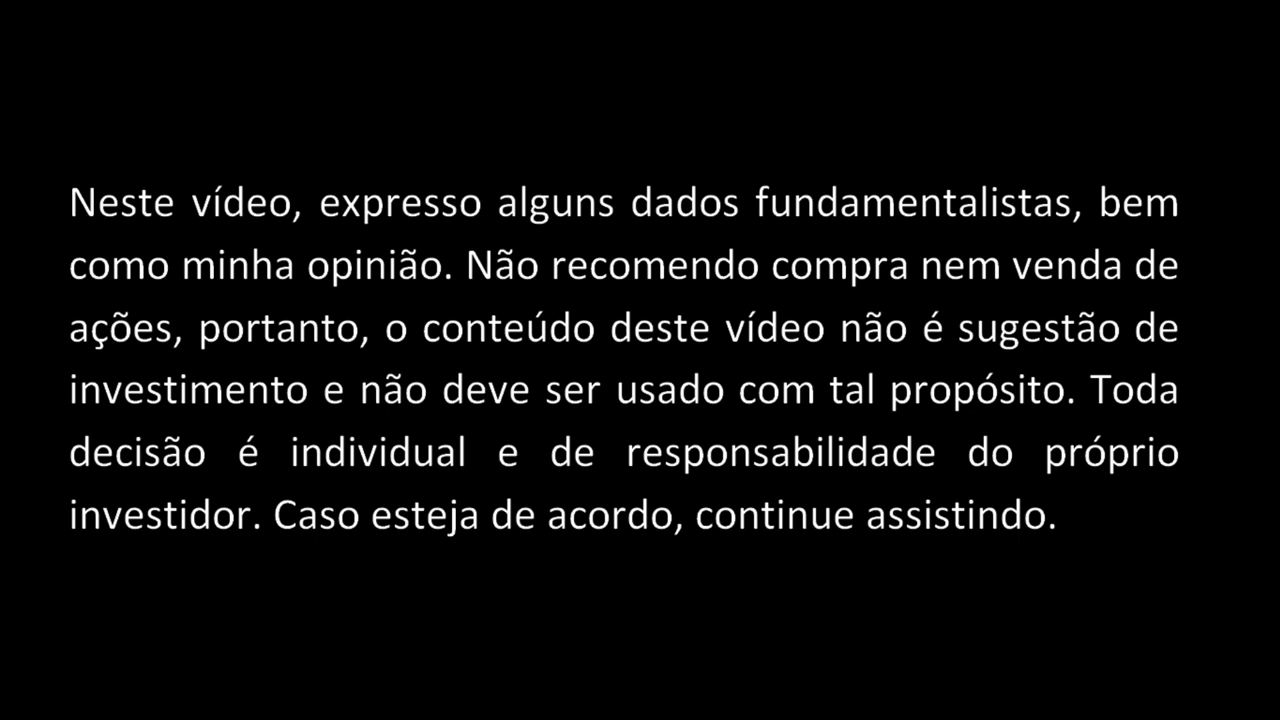 Neste vídeo, expresso alguns dados fundamentalistas, bem
como minha opinião. Não recomendo compra nem venda de
ações, portanto, o conteúdo deste vídeo não é sugestão de
investimento e não deve ser usado com tal propósito. Toda
decisão é individual e de responsabilidade do próprio
investidor. Caso esteja de acordo, continue assistindo.